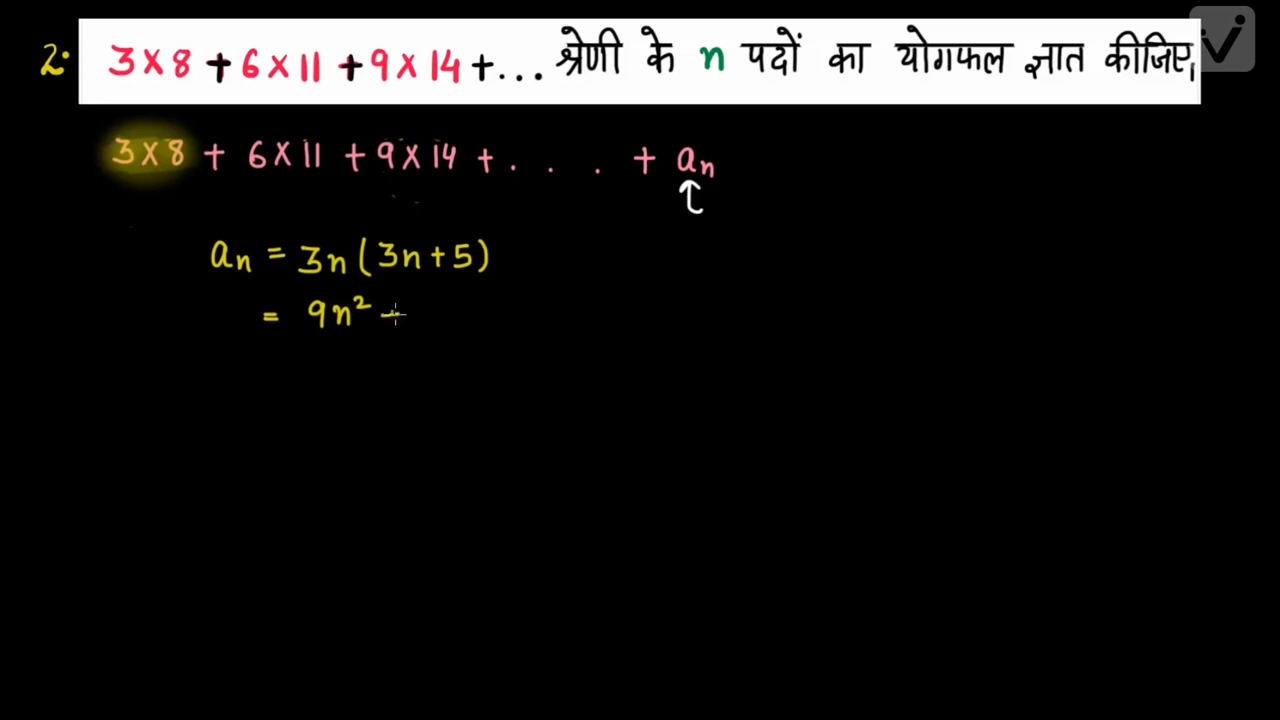 2. 3×8 + 6×11 + 9×14 +... श्रेणी के n पदों का योगफल ज्ञात कीजिए,
3×8 + 6×11 + 9×14 + . . . + aₙ
aₙ = 3n(3n+5)
= 9n² +